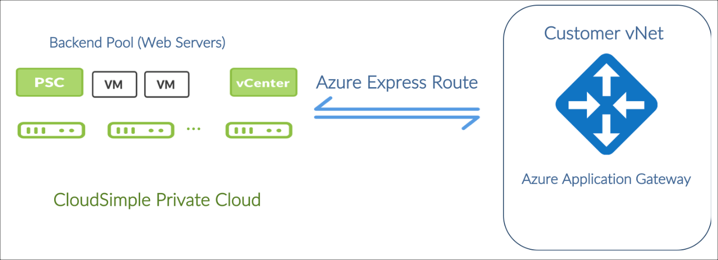 Backend Pool (Web Servers)
PSC
VM
VM
vCenter
...
CloudSimple Private Cloud
Azure Express Route
Customer vNet
Azure Application Gateway